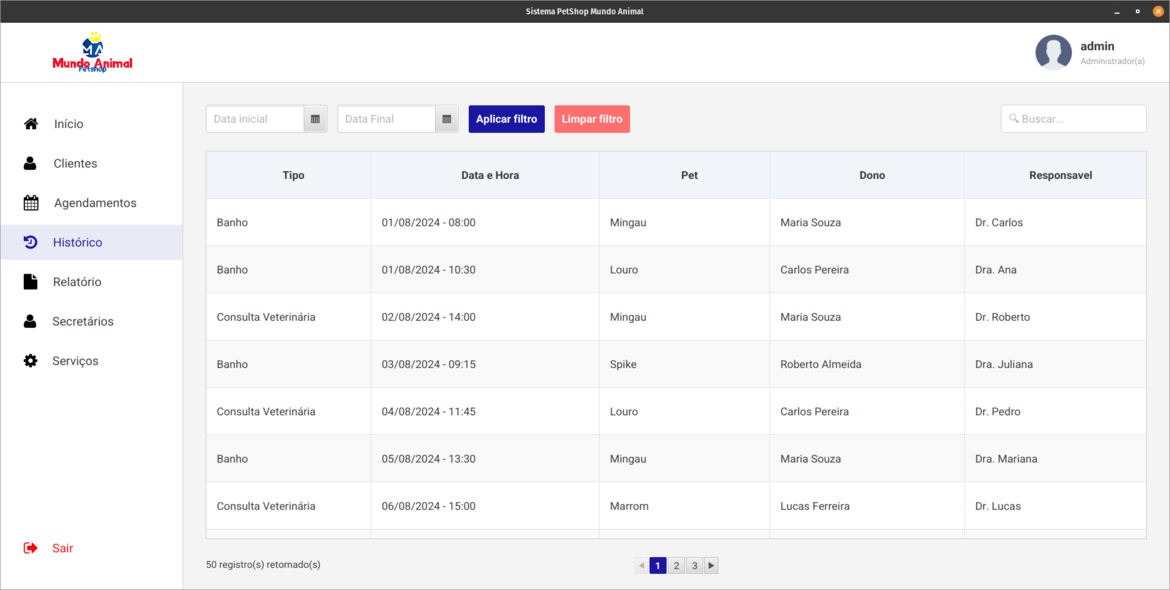 Sistema PetShop Mundo Animal
MA
Mundo Animal
Petshop
admin
Administrador(a)
Início
Clientes
Agendamentos
Histórico
Relatório
Secretários
Serviços
Sair
Data inicial
Data Final
Aplicar filtro
Limpar filtro
Buscar...
Tipo Data e Hora Pet Dono Responsavel
Banho 01/08/2024 - 08:00 Mingau Maria Souza Dr. Carlos
Banho 01/08/2024 - 10:30 Louro Carlos Pereira Dra. Ana
Consulta Veterinária 02/08/2024 - 14:00 Mingau Maria Souza Dr. Roberto
Banho 03/08/2024 - 09:15 Spike Roberto Almeida Dra. Juliana
Consulta Veterinária 04/08/2024 - 11:45 Louro Carlos Pereira Dr. Pedro
Banho 05/08/2024 - 13:30 Mingau Maria Souza Dra. Mariana
Consulta Veterinária 06/08/2024 - 15:00 Marrom Lucas Ferreira Dr. Lucas
50 registro(s) retornado(s)
1 2 3